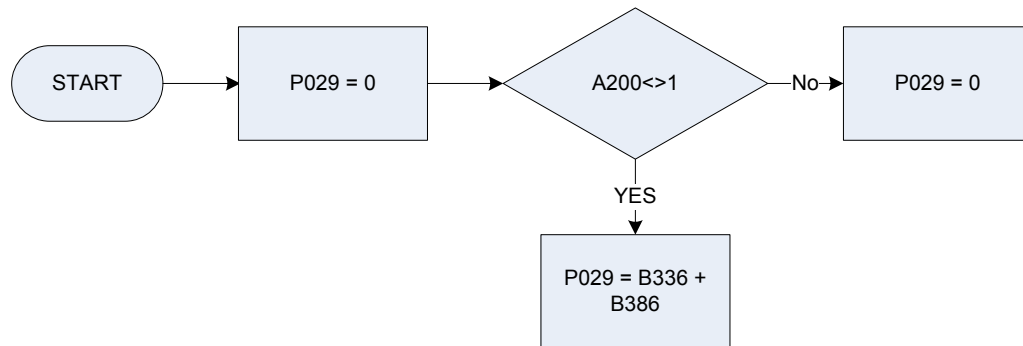 START
P029 = 0
A200<>1
No
P029 = 0
YES
P029 = B336 +
B386